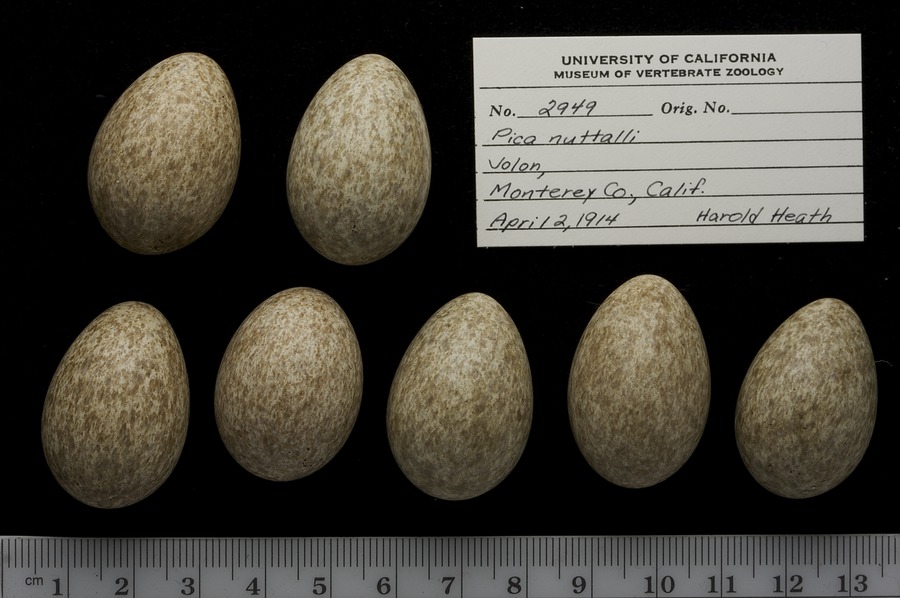 UNIVERSITY OF CALIFORNIA
MUSEUM OF VERTEBRATE ZOOLOGY
No. 2949 Orig. No.
Pica nuttalli
Jolon,
Monterey Co., Calif.
April 2, 1914 Harold Heath
cm 1 2 3 4 5 6 7 8 9 10 11 12 13